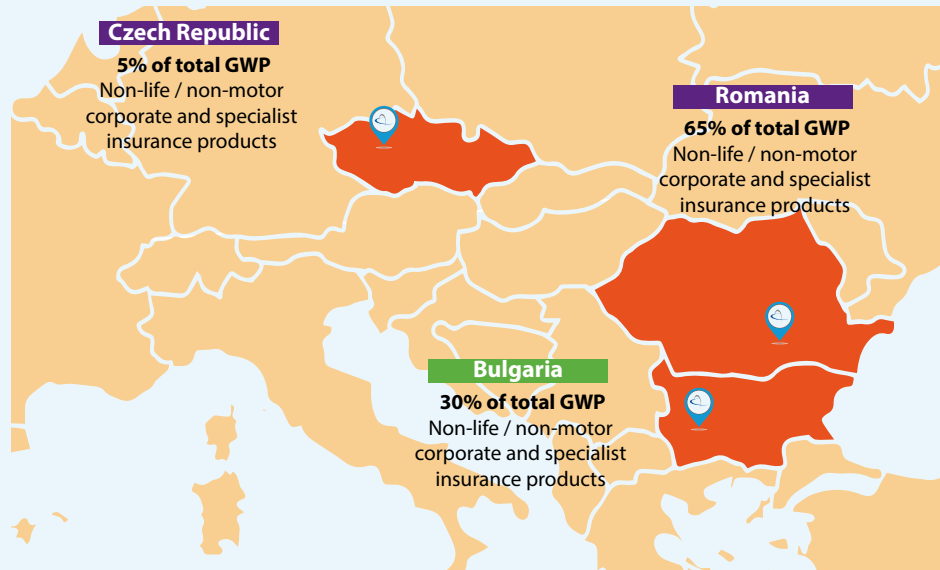 Czech Republic
5% of total GWP
Non-life / non-motor
corporate and specialist
insurance products
Romania
65% of total GWP
Non-life / non-motor
corporate and specialist
insurance products
Bulgaria
30% of total GWP
Non-life / non-motor
corporate and specialist
insurance products